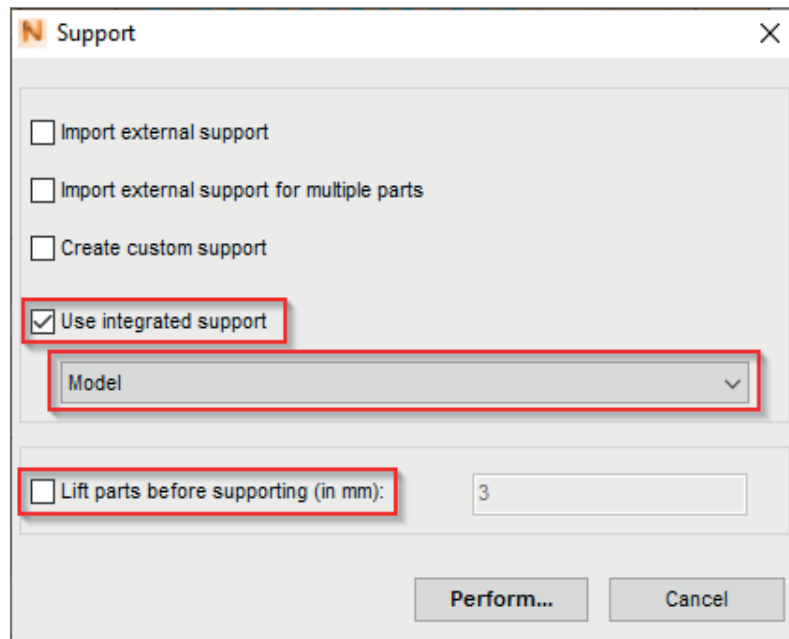 Support
Import external support
Import external support for multiple parts
Create custom support
Use integrated support
Model
Lift parts before supporting (in mm):
3
Perform...
Cancel